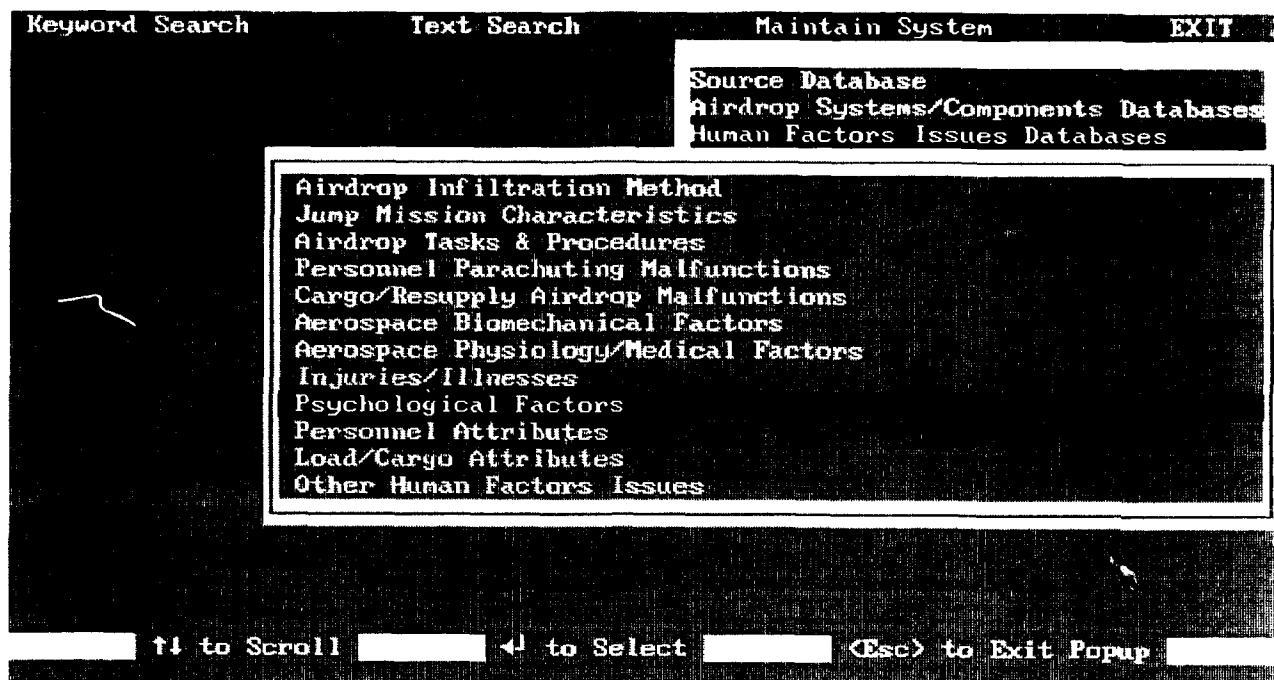 Keyword Search Text Search Maintain System EXIT
Source Database
Airdrop Systems/Components Databases
Human Factors Issues Databases
Airdrop Infiltration Method
Jump Mission Characteristics
Airdrop Tasks & Procedures
Personnel Parachuting Malfunctions
Cargo/Resupply Airdrop Malfunctions
Aerospace Biomechanical Factors
Aerospace Physiology/Medical Factors
Injuries/Illnesses
Psychological Factors
Personnel Attributes
Load/Cargo Attributes
Other Human Factors Issues
↑↓ to Scroll ↵ to Select <Esc> to Exit Popup